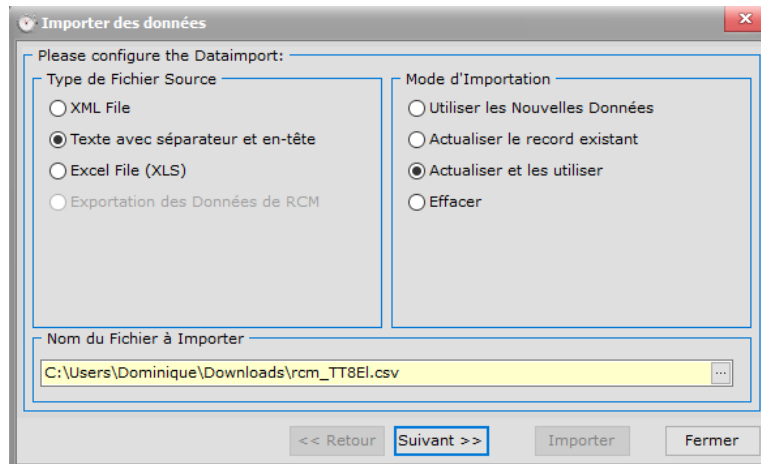 Importer des données
Please configure the Dataimport:
Type de Fichier Source
XML File
Texte avec séparateur et en-tête
Excel File (XLS)
Exportation des Données de RCM
Mode d'Importation
Utiliser les Nouvelles Données
Actualiser le record existant
Actualiser et les utiliser
Effacer
Nom du Fichier à Importer
C:\Users\Dominique\Downloads\rcm_TT8El.csv
...
<< Retour Suivant >> Importer Fermer